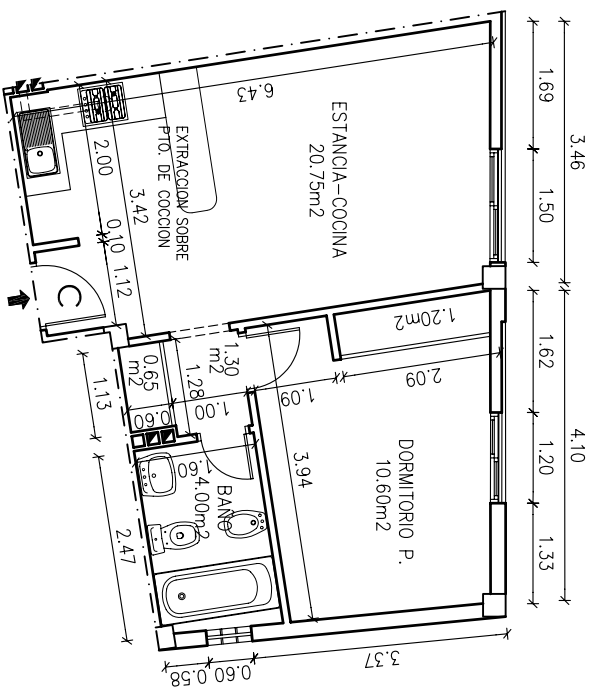 ESTANCIA-COCINA
20.75m2
EXTRACCION SOBRE
PTO. DE COCCION
DORMITORIO P.
10.60m2
BAÑO
4.00m2
1.20m2
1.30
m2
0.65
m2
C
3.46
4.10
1.69
1.50
1.62
1.20
1.33
6.43
2.00
3.42
0.10
1.12
1.13
2.47
1.28
0.60
1.00
1.09
2.09
3.94
1.60
3.37
0.60
0.58